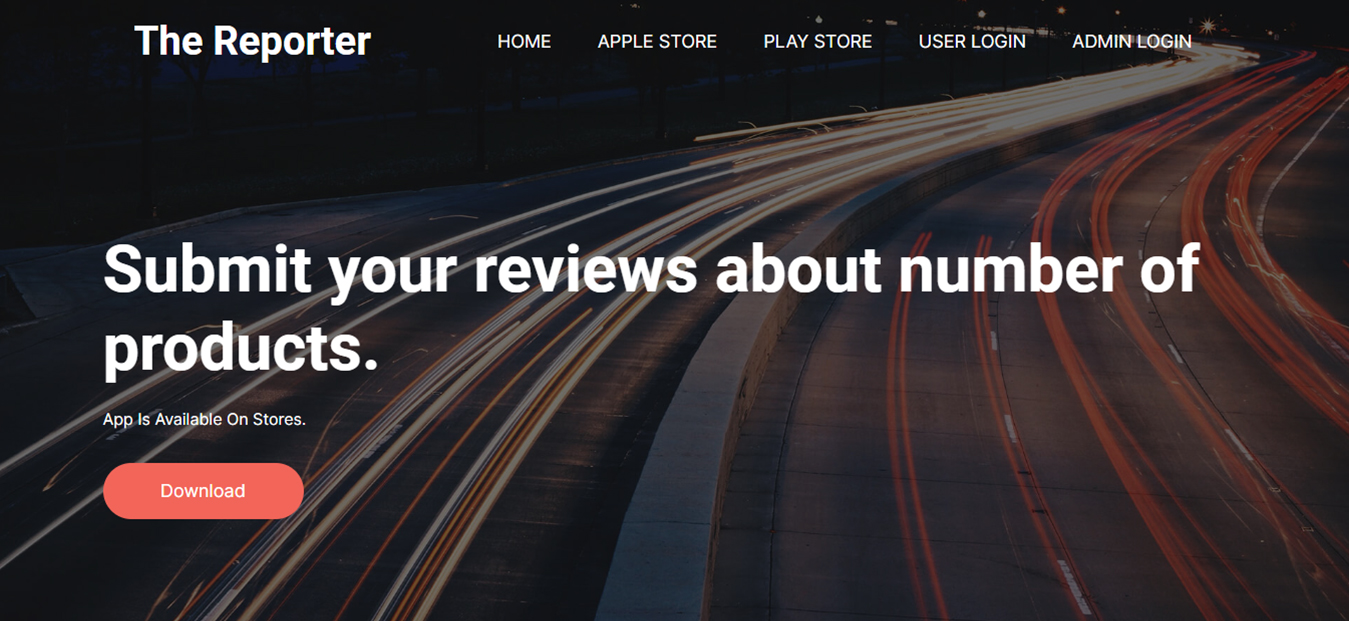 The Reporter
HOME
APPLE STORE
PLAY STORE
USER LOGIN
ADMIN LOGIN
Submit your reviews about number of
products.
App Is Available On Stores.
Download